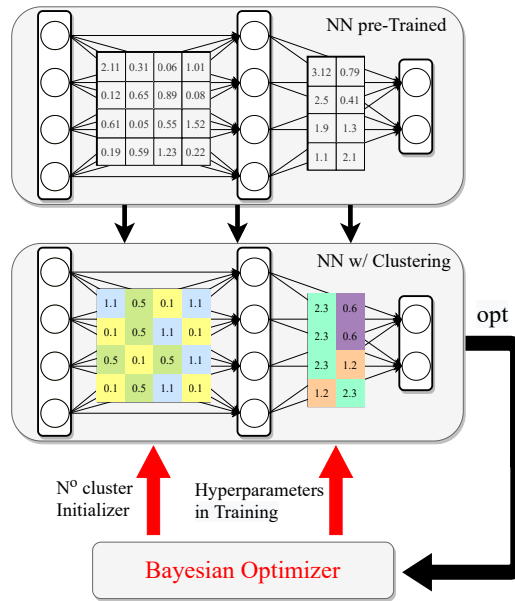 NN pre-Trained
2.11 0.31 0.06 1.01
0.12 0.65 0.89 0.08
0.61 0.05 0.55 1.52
0.19 0.59 1.23 0.22
3.12 0.79
2.5 0.41
1.9 1.3
1.1 2.1
NN w/ Clustering
1.1 0.5 0.1 1.1
0.1 0.5 1.1 0.1
0.5 0.1 0.5 1.1
0.1 0.5 1.1 0.1
2.3 0.6
2.3 0.6
2.3 1.2
1.2 2.3
opt
Nº cluster
Initializer
Hyperparameters
in Training
Bayesian Optimizer